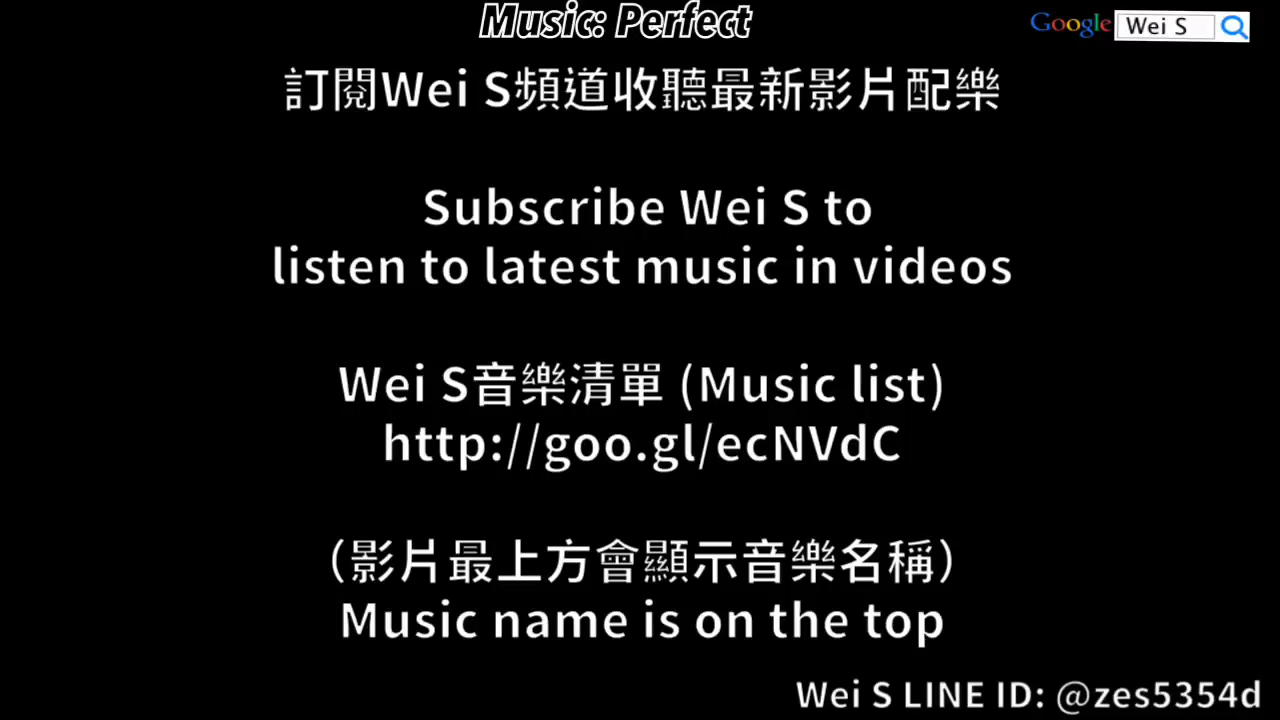 Music: Perfect
Google Wei S
訂閱Wei S頻道收聽最新影片配樂
Subscribe Wei S to
listen to latest music in videos
Wei S音樂清單 (Music list)
http://goo.gl/ecNVdC
（影片最上方會顯示音樂名稱）
Music name is on the top
Wei S LINE ID: @zes5354d